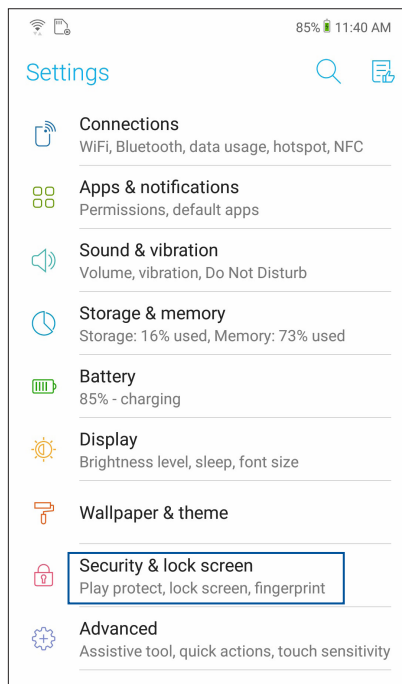 85% 11:40 AM
Settings
Connections
WiFi, Bluetooth, data usage, hotspot, NFC
Apps & notifications
Permissions, default apps
Sound & vibration
Volume, vibration, Do Not Disturb
Storage & memory
Storage: 16% used, Memory: 73% used
Battery
85% - charging
Display
Brightness level, sleep, font size
Wallpaper & theme
Security & lock screen
Play protect, lock screen, fingerprint
Advanced
Assistive tool, quick actions, touch sensitivity